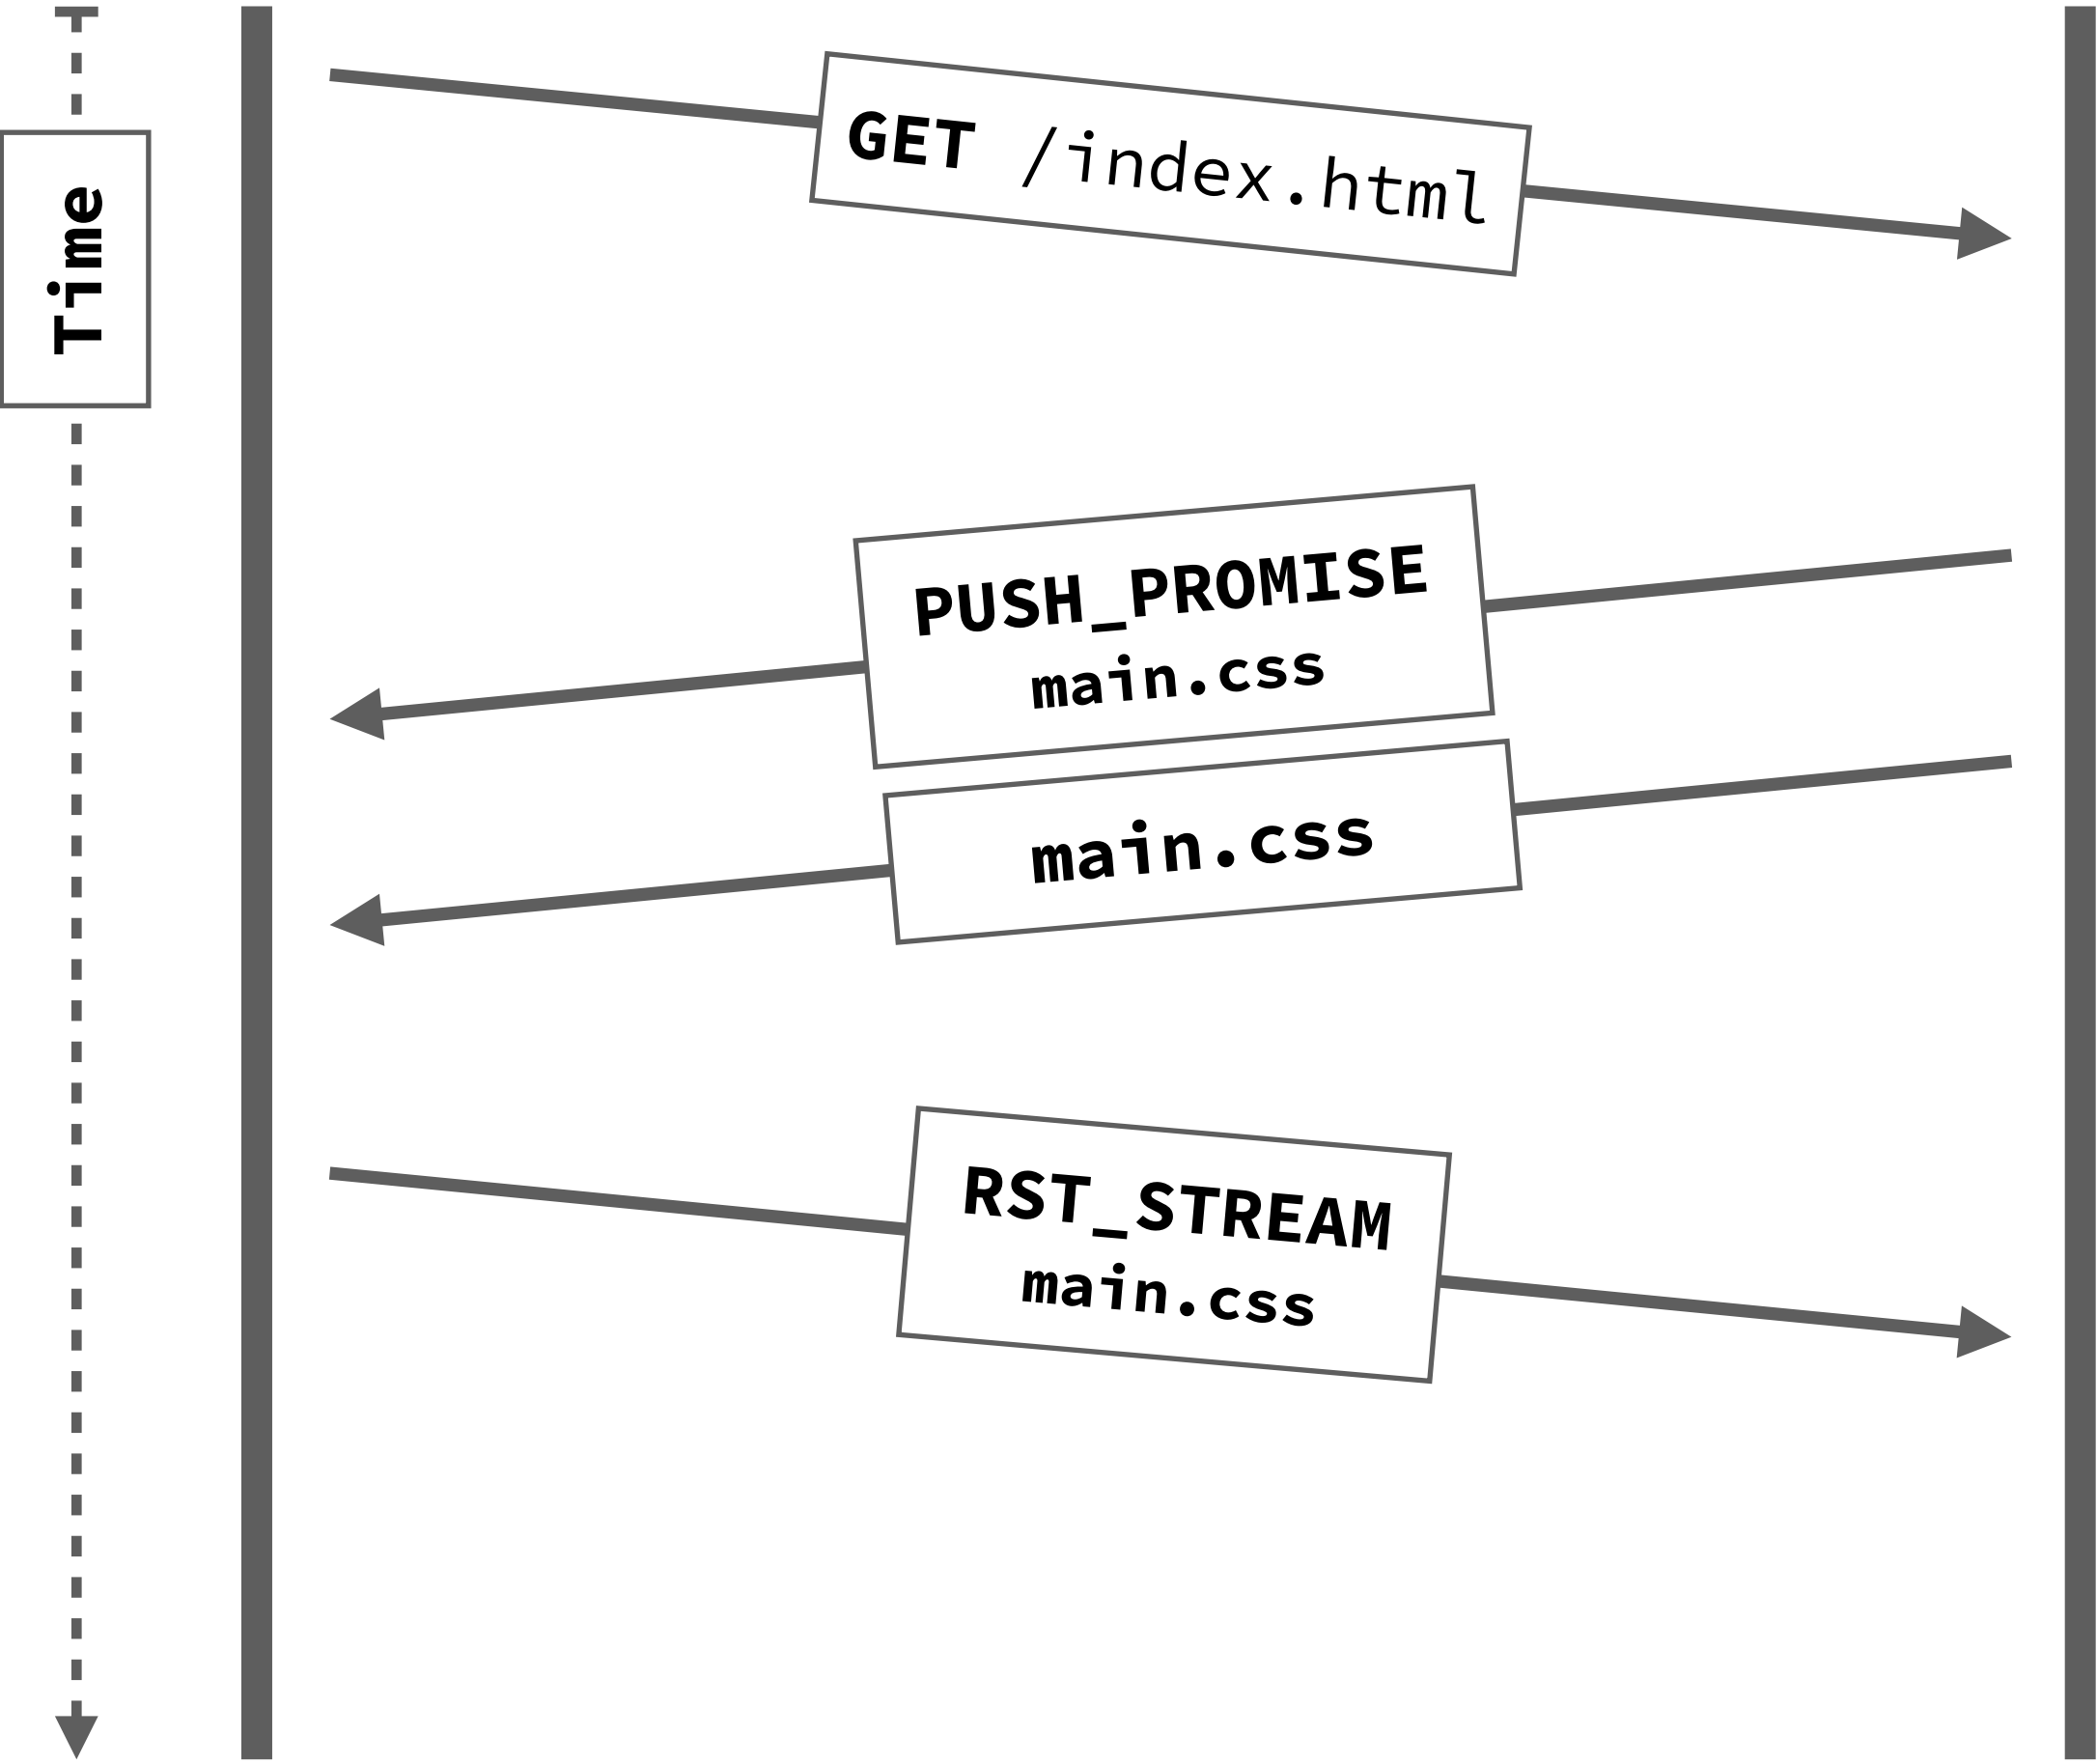 Time
GET /index.html
PUSH_PROMISE
main.css
main.css
RST_STREAM
main.css